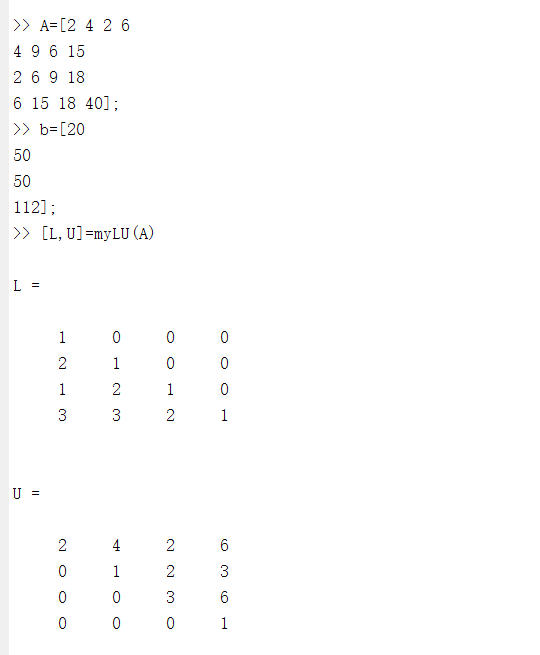 >> A=[2 4 2 6
4 9 6 15
2 6 9 18
6 15 18 40];
>> b=[20
50
50
112];
>> [L,U]=myLU(A)
L =
1 0 0 0
2 1 0 0
1 2 1 0
3 3 2 1
U =
2 4 2 6
0 1 2 3
0 0 3 6
0 0 0 1